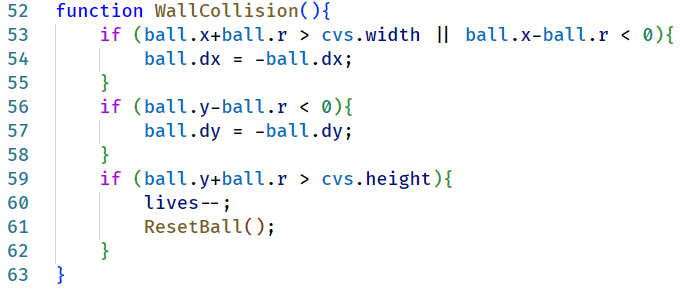 52 function WallCollision(){
53     if (ball.x+ball.r > cvs.width || ball.x-ball.r < 0){
54         ball.dx = -ball.dx;
55     }
56     if (ball.y-ball.r < 0){
57         ball.dy = -ball.dy;
58     }
59     if (ball.y+ball.r > cvs.height){
60         lives--;
61         ResetBall();
62     }
63 }